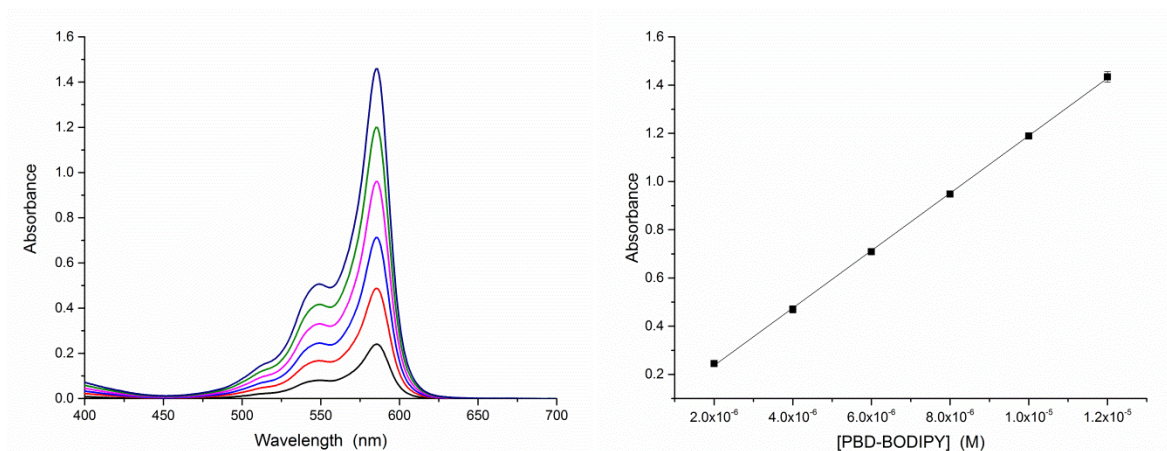 1.6
1.4
1.2
1.0
0.8
0.6
0.4
0.2
0.0
Absorbance
400
450
500
550
600
650
700
Wavelength (nm)
1.6
1.4
1.2
1.0
0.8
0.6
0.4
0.2
Absorbance
2.0x10⁻⁶
4.0x10⁻⁶
6.0x10⁻⁶
8.0x10⁻⁶
1.0x10⁻⁵
1.2x10⁻⁵
[PBD-BODIPY] (M)